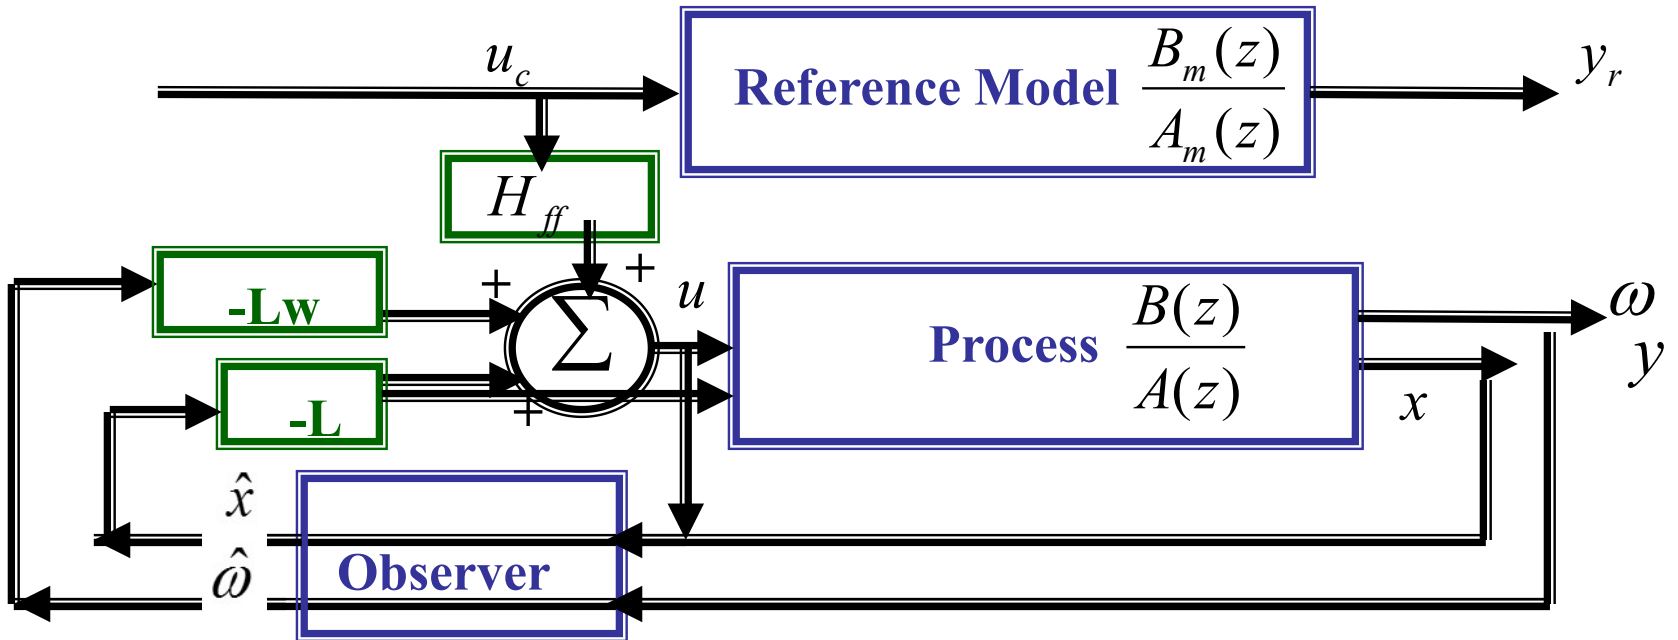 u_c
Reference Model B_m(z) / A_m(z)
y_r
H_ff
+
+
-Lw
Σ
u
Process B(z) / A(z)
ω
y
-L
+
x
x̂
ω̂
Observer